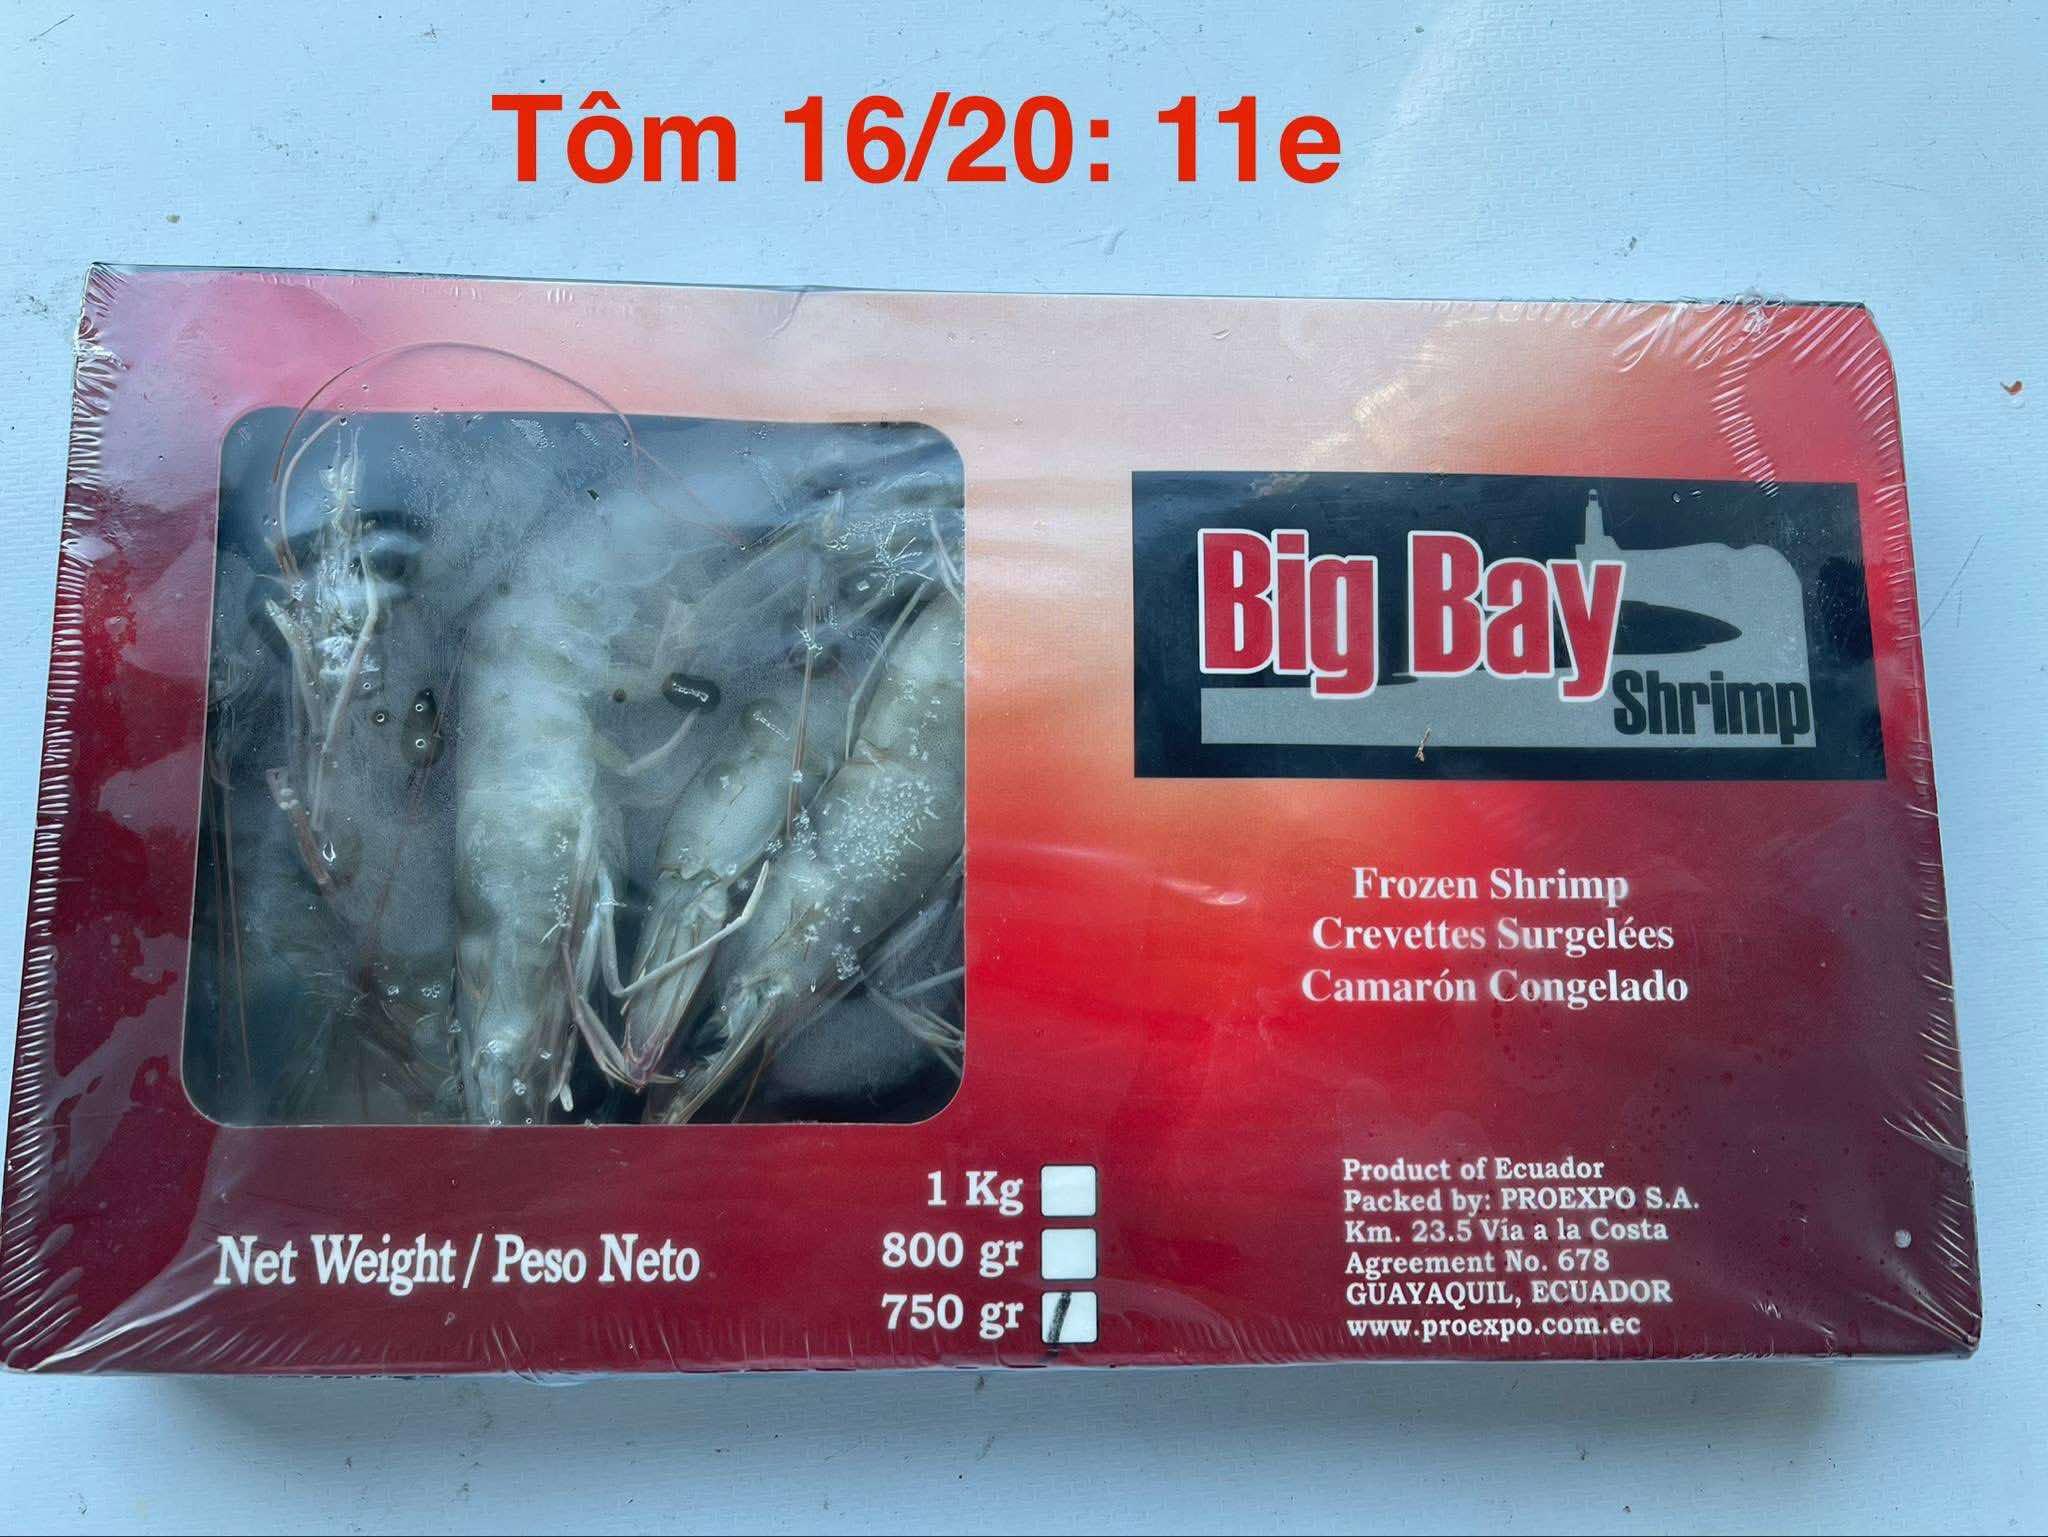 Tôm 16/20: 11e
Big Bay
Shrimp
Frozen Shrimp
Crevettes Surgelées
Camarón Congelado
1 Kg
Net Weight / Peso Neto
800 gr
750 gr
Product of Ecuador
Packed by: PROEXPO S.A.
Km. 23.5 Vía a la Costa
Agreement No. 678
GUAYAQUIL, ECUADOR
www.proexpo.com.ec